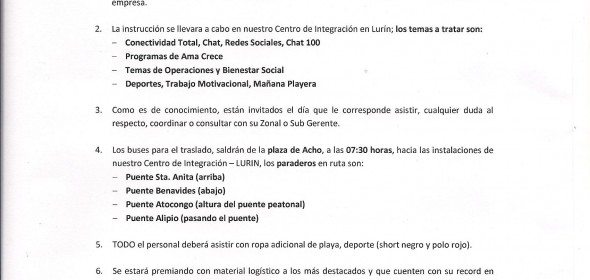 empresa.
2. La instrucción se llevara a cabo en nuestro Centro de Integración en Lurín; los temas a tratar son:
– Conectividad Total, Chat, Redes Sociales, Chat 100
– Programas de Ama Crece
– Temas de Operaciones y Bienestar Social
– Deportes, Trabajo Motivacional, Mañana Playera
3. Como es de conocimiento, están invitados el día que le corresponde asistir, cualquier duda al
respecto, coordinar o consultar con su Zonal o Sub Gerente.
4. Los buses para el traslado, saldrán de la plaza de Acho, a las 07:30 horas, hacia las instalaciones de
nuestro Centro de Integración – LURIN, los paraderos en ruta son:
– Puente Sta. Anita (arriba)
– Puente Benavides (abajo)
– Puente Atocongo (altura del puente peatonal)
– Puente Alipio (pasando el puente)
5. TODO el personal deberá asistir con ropa adicional de playa, deporte (short negro y polo rojo).
6. Se estará premiando con material logístico a los más destacados y que cuenten con su record en